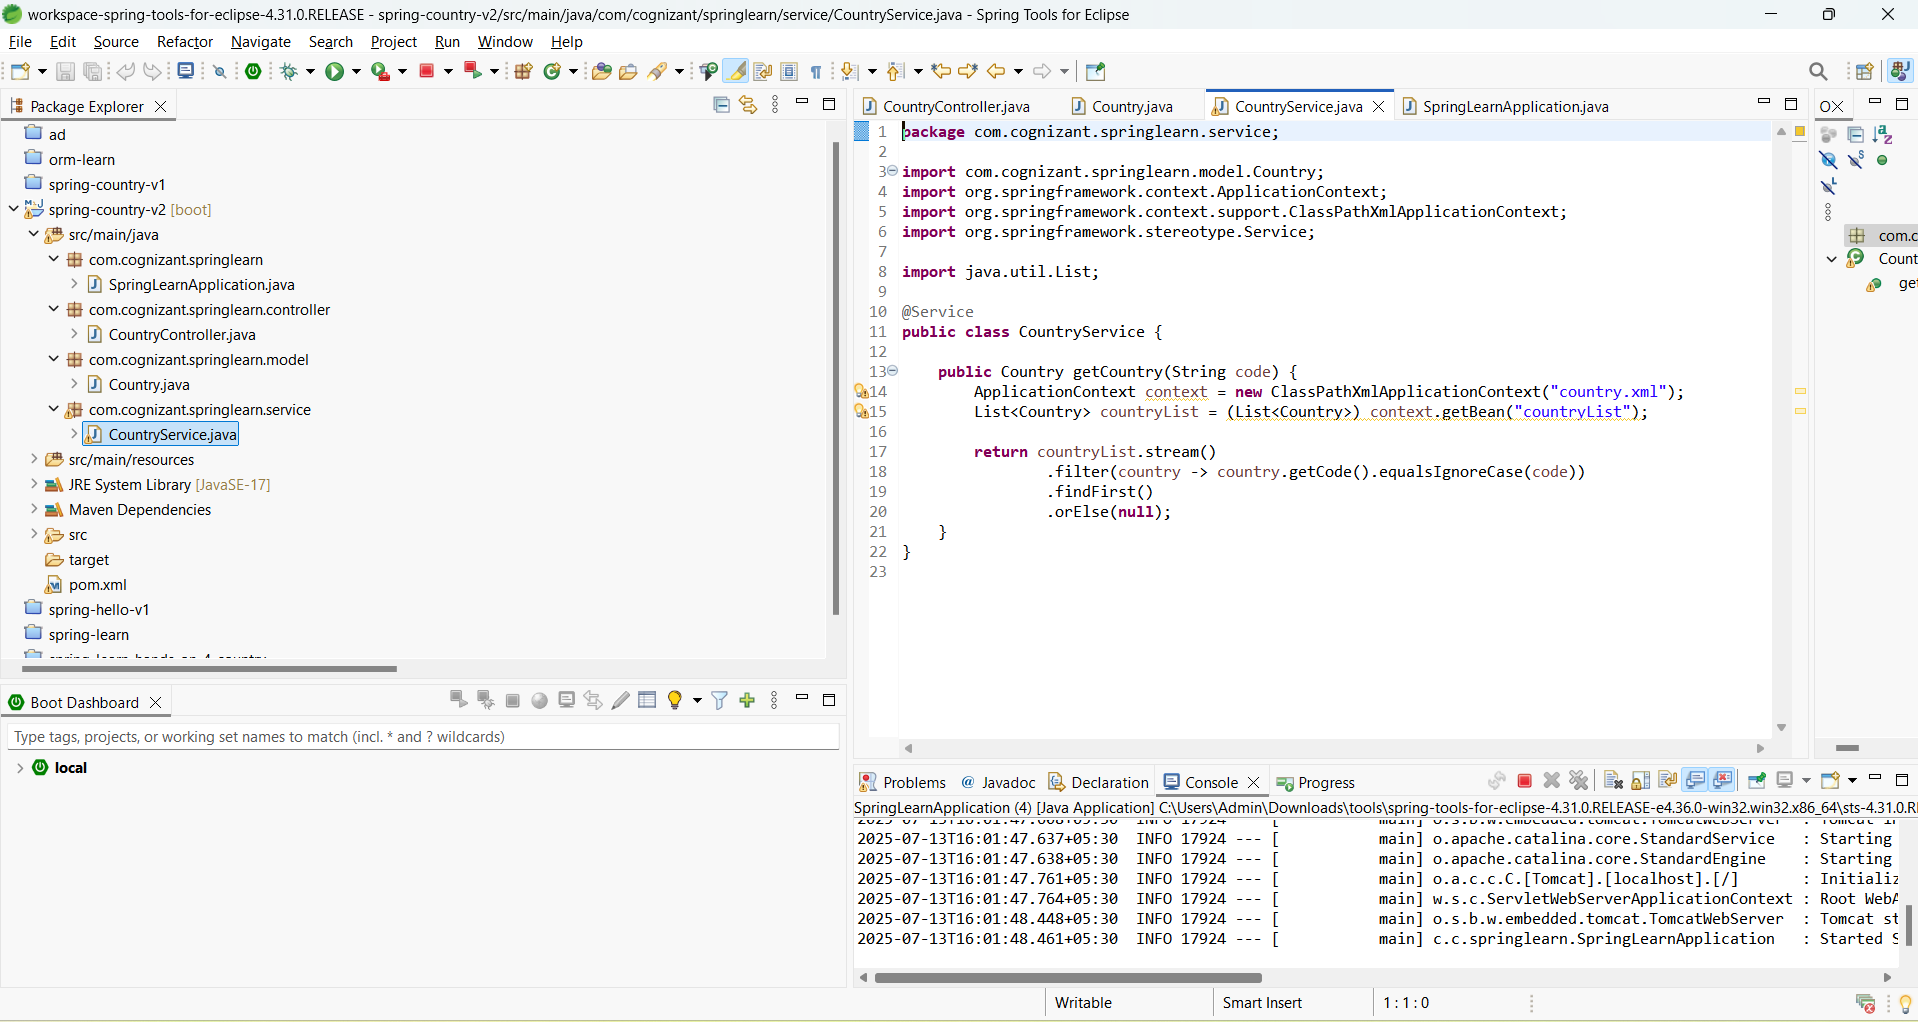 workspace-spring-tools-for-eclipse-4.31.0.RELEASE - spring-country-v2/src/main/java/com/cognizant/springlearn/service/CountryService.java - Spring Tools for Eclipse
File Edit Source Refactor Navigate Search Project Run Window Help
Package Explorer
ad
orm-learn
spring-country-v1
spring-country-v2 [boot]
src/main/java
com.cognizant.springlearn
SpringLearnApplication.java
com.cognizant.springlearn.controller
CountryController.java
com.cognizant.springlearn.model
Country.java
com.cognizant.springlearn.service
CountryService.java
src/main/resources
JRE System Library [JavaSE-17]
Maven Dependencies
src
target
pom.xml
spring-hello-v1
spring-learn
CountryController.java Country.java CountryService.java SpringLearnApplication.java
1 package com.cognizant.springlearn.service;
2
3 import com.cognizant.springlearn.model.Country;
4 import org.springframework.context.ApplicationContext;
5 import org.springframework.context.support.ClassPathXmlApplicationContext;
6 import org.springframework.stereotype.Service;
7
8 import java.util.List;
9
10 @Service
11 public class CountryService {
12
13 public Country getCountry(String code) {
14 ApplicationContext context = new ClassPathXmlApplicationContext("country.xml");
15 List<Country> countryList = (List<Country>) context.getBean("countryList");
16
17 return countryList.stream()
18 .filter(country -> country.getCode().equalsIgnoreCase(code))
19 .findFirst()
20 .orElse(null);
21 }
22 }
23
com.c
Count
get
Boot Dashboard
Type tags, projects, or working set names to match (incl. * and ? wildcards)
local
Problems Javadoc Declaration Console Progress
SpringLearnApplication (4) [Java Application] C:\Users\Admin\Downloads\tools\spring-tools-for-eclipse-4.31.0.RELEASE-e4.36.0-win32.win32.x86_64\sts-4.31.0.R
2025-07-13T16:01:47.637+05:30 INFO 17924 --- [ main] o.apache.catalina.core.StandardService : Starting
2025-07-13T16:01:47.638+05:30 INFO 17924 --- [ main] o.apache.catalina.core.StandardEngine : Starting
2025-07-13T16:01:47.761+05:30 INFO 17924 --- [ main] o.a.c.c.C.[Tomcat].[localhost].[/] : Initializ
2025-07-13T16:01:47.764+05:30 INFO 17924 --- [ main] w.s.c.ServletWebServerApplicationContext : Root WebA
2025-07-13T16:01:48.448+05:30 INFO 17924 --- [ main] o.s.b.w.embedded.tomcat.TomcatWebServer : Tomcat st
2025-07-13T16:01:48.461+05:30 INFO 17924 --- [ main] c.c.springlearn.SpringLearnApplication : Started S
Writable Smart Insert 1 : 1 : 0